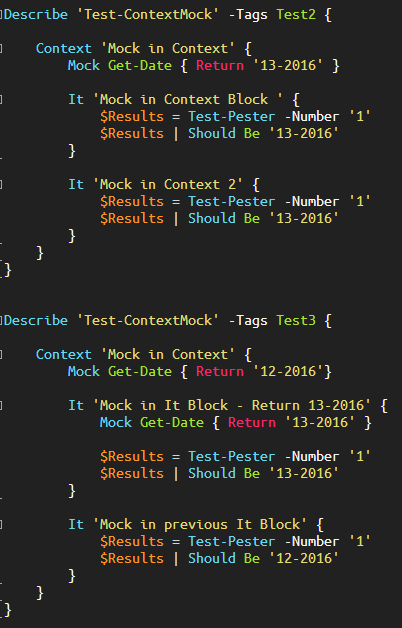 Describe 'Test-ContextMock' -Tags Test2 {
Context 'Mock in Context' {
Mock Get-Date { Return '13-2016' }
It 'Mock in Context Block ' {
$Results = Test-Pester -Number '1'
$Results | Should Be '13-2016'
}
It 'Mock in Context 2' {
$Results = Test-Pester -Number '1'
$Results | Should Be '13-2016'
}
}
}
Describe 'Test-ContextMock' -Tags Test3 {
Context 'Mock in Context' {
Mock Get-Date { Return '12-2016'}
It 'Mock in It Block - Return 13-2016' {
Mock Get-Date { Return '13-2016' }
$Results = Test-Pester -Number '1'
$Results | Should Be '13-2016'
}
It 'Mock in previous It Block' {
$Results = Test-Pester -Number '1'
$Results | Should Be '12-2016'
}
}
}